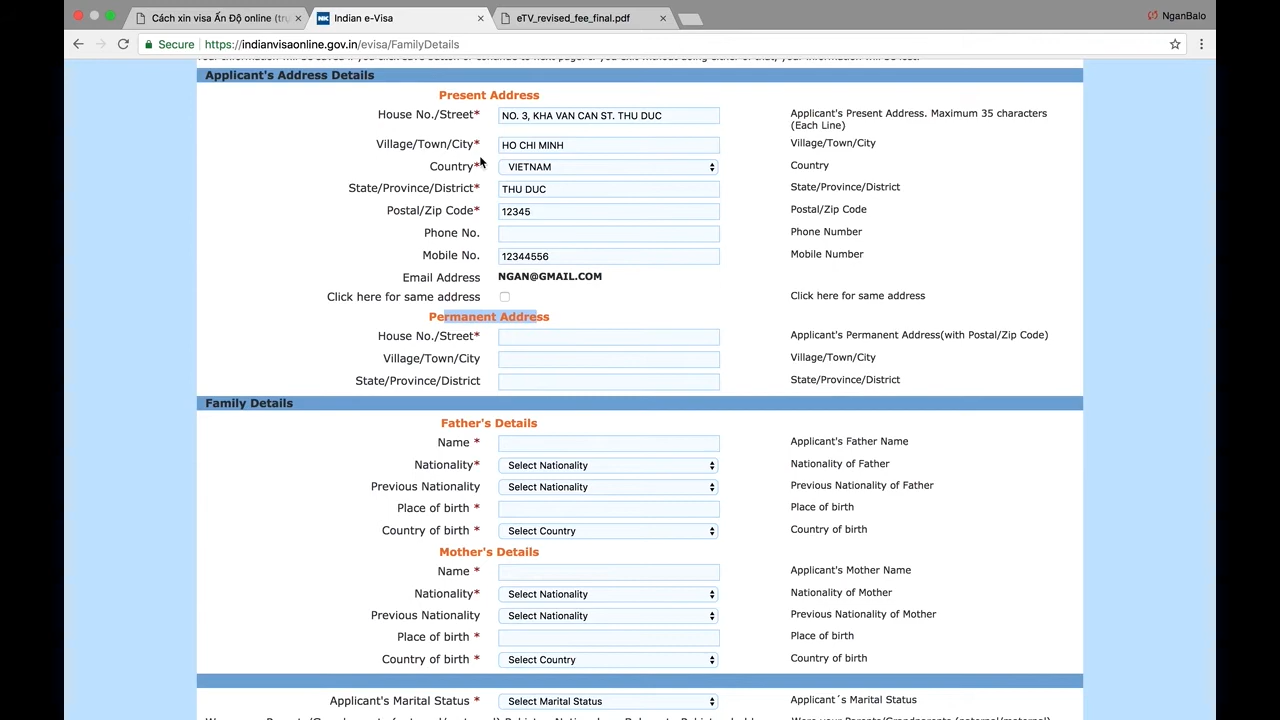 Cách xin visa Ấn Độ online (trự
Indian e-Visa
eTV_revised_fee_final.pdf
NganBalo
Secure
https://indianvisaonline.gov.in/evisa/FamilyDetails
Applicant's Address Details
Present Address
House No./Street* NO. 3, KHA VAN CAN ST. THU DUC Applicant's Present Address. Maximum 35 characters
(Each Line)
Village/Town/City* HO CHI MINH Village/Town/City
Country* VIETNAM Country
State/Province/District* THU DUC State/Province/District
Postal/Zip Code* 12345 Postal/Zip Code
Phone No. Phone Number
Mobile No. 12344556 Mobile Number
Email Address NGAN@GMAIL.COM
Click here for same address Click here for same address
Permanent Address
House No./Street* Applicant's Permanent Address(with Postal/Zip Code)
Village/Town/City Village/Town/City
State/Province/District State/Province/District
Family Details
Father's Details
Name * Applicant's Father Name
Nationality* Select Nationality Nationality of Father
Previous Nationality Select Nationality Previous Nationality of Father
Place of birth * Place of birth
Country of birth * Select Country Country of birth
Mother's Details
Name * Applicant's Mother Name
Nationality* Select Nationality Nationality of Mother
Previous Nationality Select Nationality Previous Nationality of Mother
Place of birth * Place of birth
Country of birth * Select Country Country of birth
Applicant's Marital Status * Select Marital Status Applicant´s Marital Status